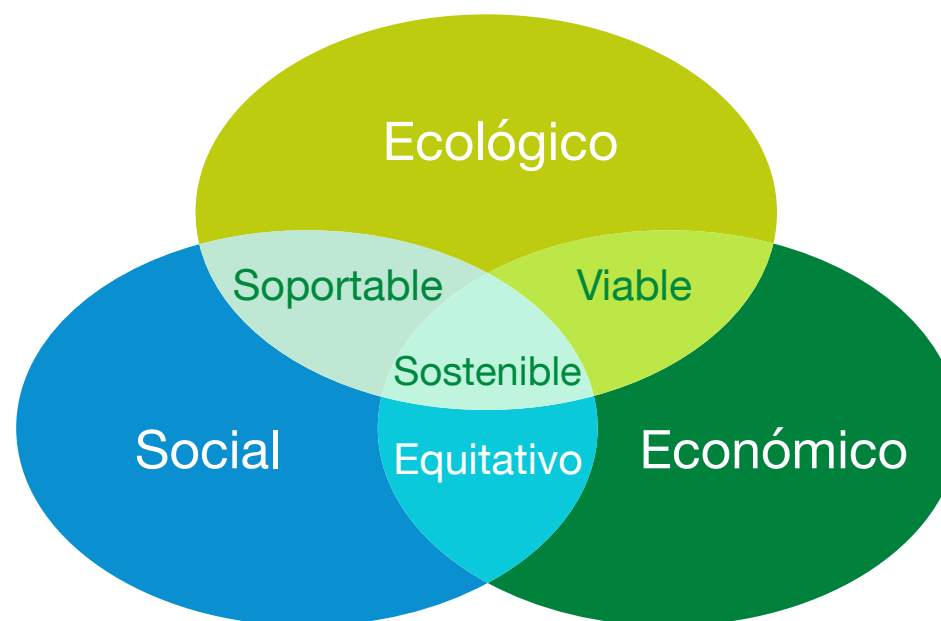 Ecológico
Soportable
Viable
Sostenible
Social
Equitativo
Económico